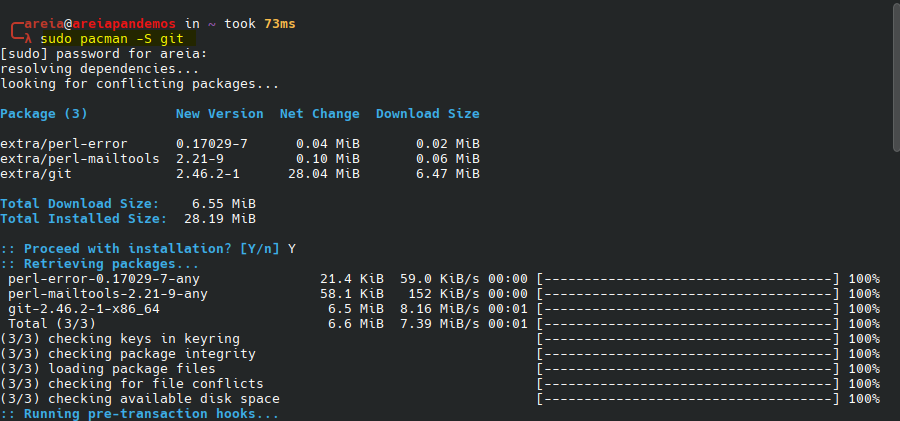 areia@areiapandemos in ~ took 73ms
λ sudo pacman -S git
[sudo] password for areia:
resolving dependencies...
looking for conflicting packages...
Package (3) New Version Net Change Download Size
extra/perl-error 0.17029-7 0.04 MiB 0.02 MiB
extra/perl-mailtools 2.21-9 0.10 MiB 0.06 MiB
extra/git 2.46.2-1 28.04 MiB 6.47 MiB
Total Download Size: 6.55 MiB
Total Installed Size: 28.19 MiB
:: Proceed with installation? [Y/n] Y
:: Retrieving packages...
perl-error-0.17029-7-any 21.4 KiB 59.0 KiB/s 00:00 [------------------------------------] 100%
perl-mailtools-2.21-9-any 58.1 KiB 152 KiB/s 00:00 [------------------------------------] 100%
git-2.46.2-1-x86_64 6.5 MiB 8.16 MiB/s 00:01 [------------------------------------] 100%
Total (3/3) 6.6 MiB 7.39 MiB/s 00:01 [------------------------------------] 100%
(3/3) checking keys in keyring [------------------------------------] 100%
(3/3) checking package integrity [------------------------------------] 100%
(3/3) loading package files [------------------------------------] 100%
(3/3) checking for file conflicts [------------------------------------] 100%
(3/3) checking available disk space [------------------------------------] 100%
:: Running pre-transaction hooks...